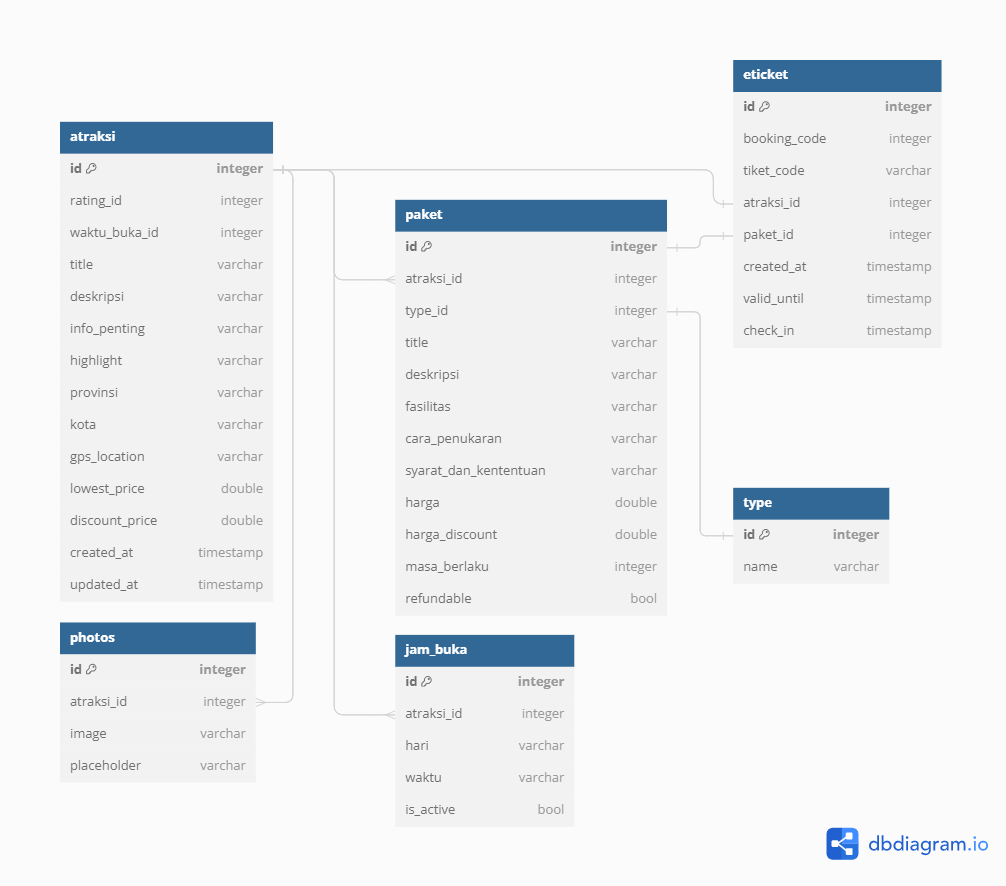 atraksi
id integer
rating_id integer
waktu_buka_id integer
title varchar
deskripsi varchar
info_penting varchar
highlight varchar
provinsi varchar
kota varchar
gps_location varchar
lowest_price double
discount_price double
created_at timestamp
updated_at timestamp
photos
id integer
atraksi_id integer
image varchar
placeholder varchar
paket
id integer
atraksi_id integer
type_id integer
title varchar
deskripsi varchar
fasilitas varchar
cara_penukaran varchar
syarat_dan_kententuan varchar
harga double
harga_discount double
masa_berlaku integer
refundable bool
jam_buka
id integer
atraksi_id integer
hari varchar
waktu varchar
is_active bool
eticket
id integer
booking_code integer
tiket_code varchar
atraksi_id integer
paket_id integer
created_at timestamp
valid_until timestamp
check_in timestamp
type
id integer
name varchar
dbdiagram.io